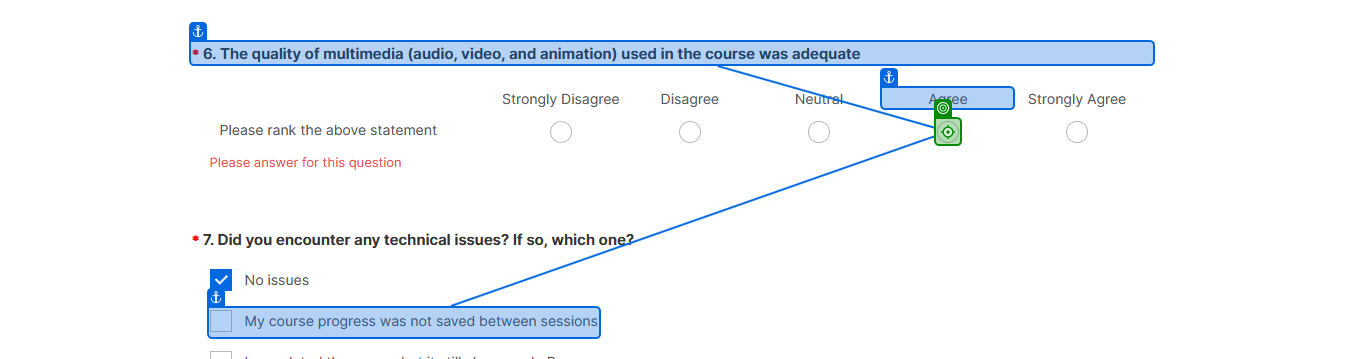 * 6. The quality of multimedia (audio, video, and animation) used in the course was adequate
Strongly Disagree Disagree Neutral Agree Strongly Agree
Please rank the above statement
Please answer for this question
* 7. Did you encounter any technical issues? If so, which one?
No issues
My course progress was not saved between sessions